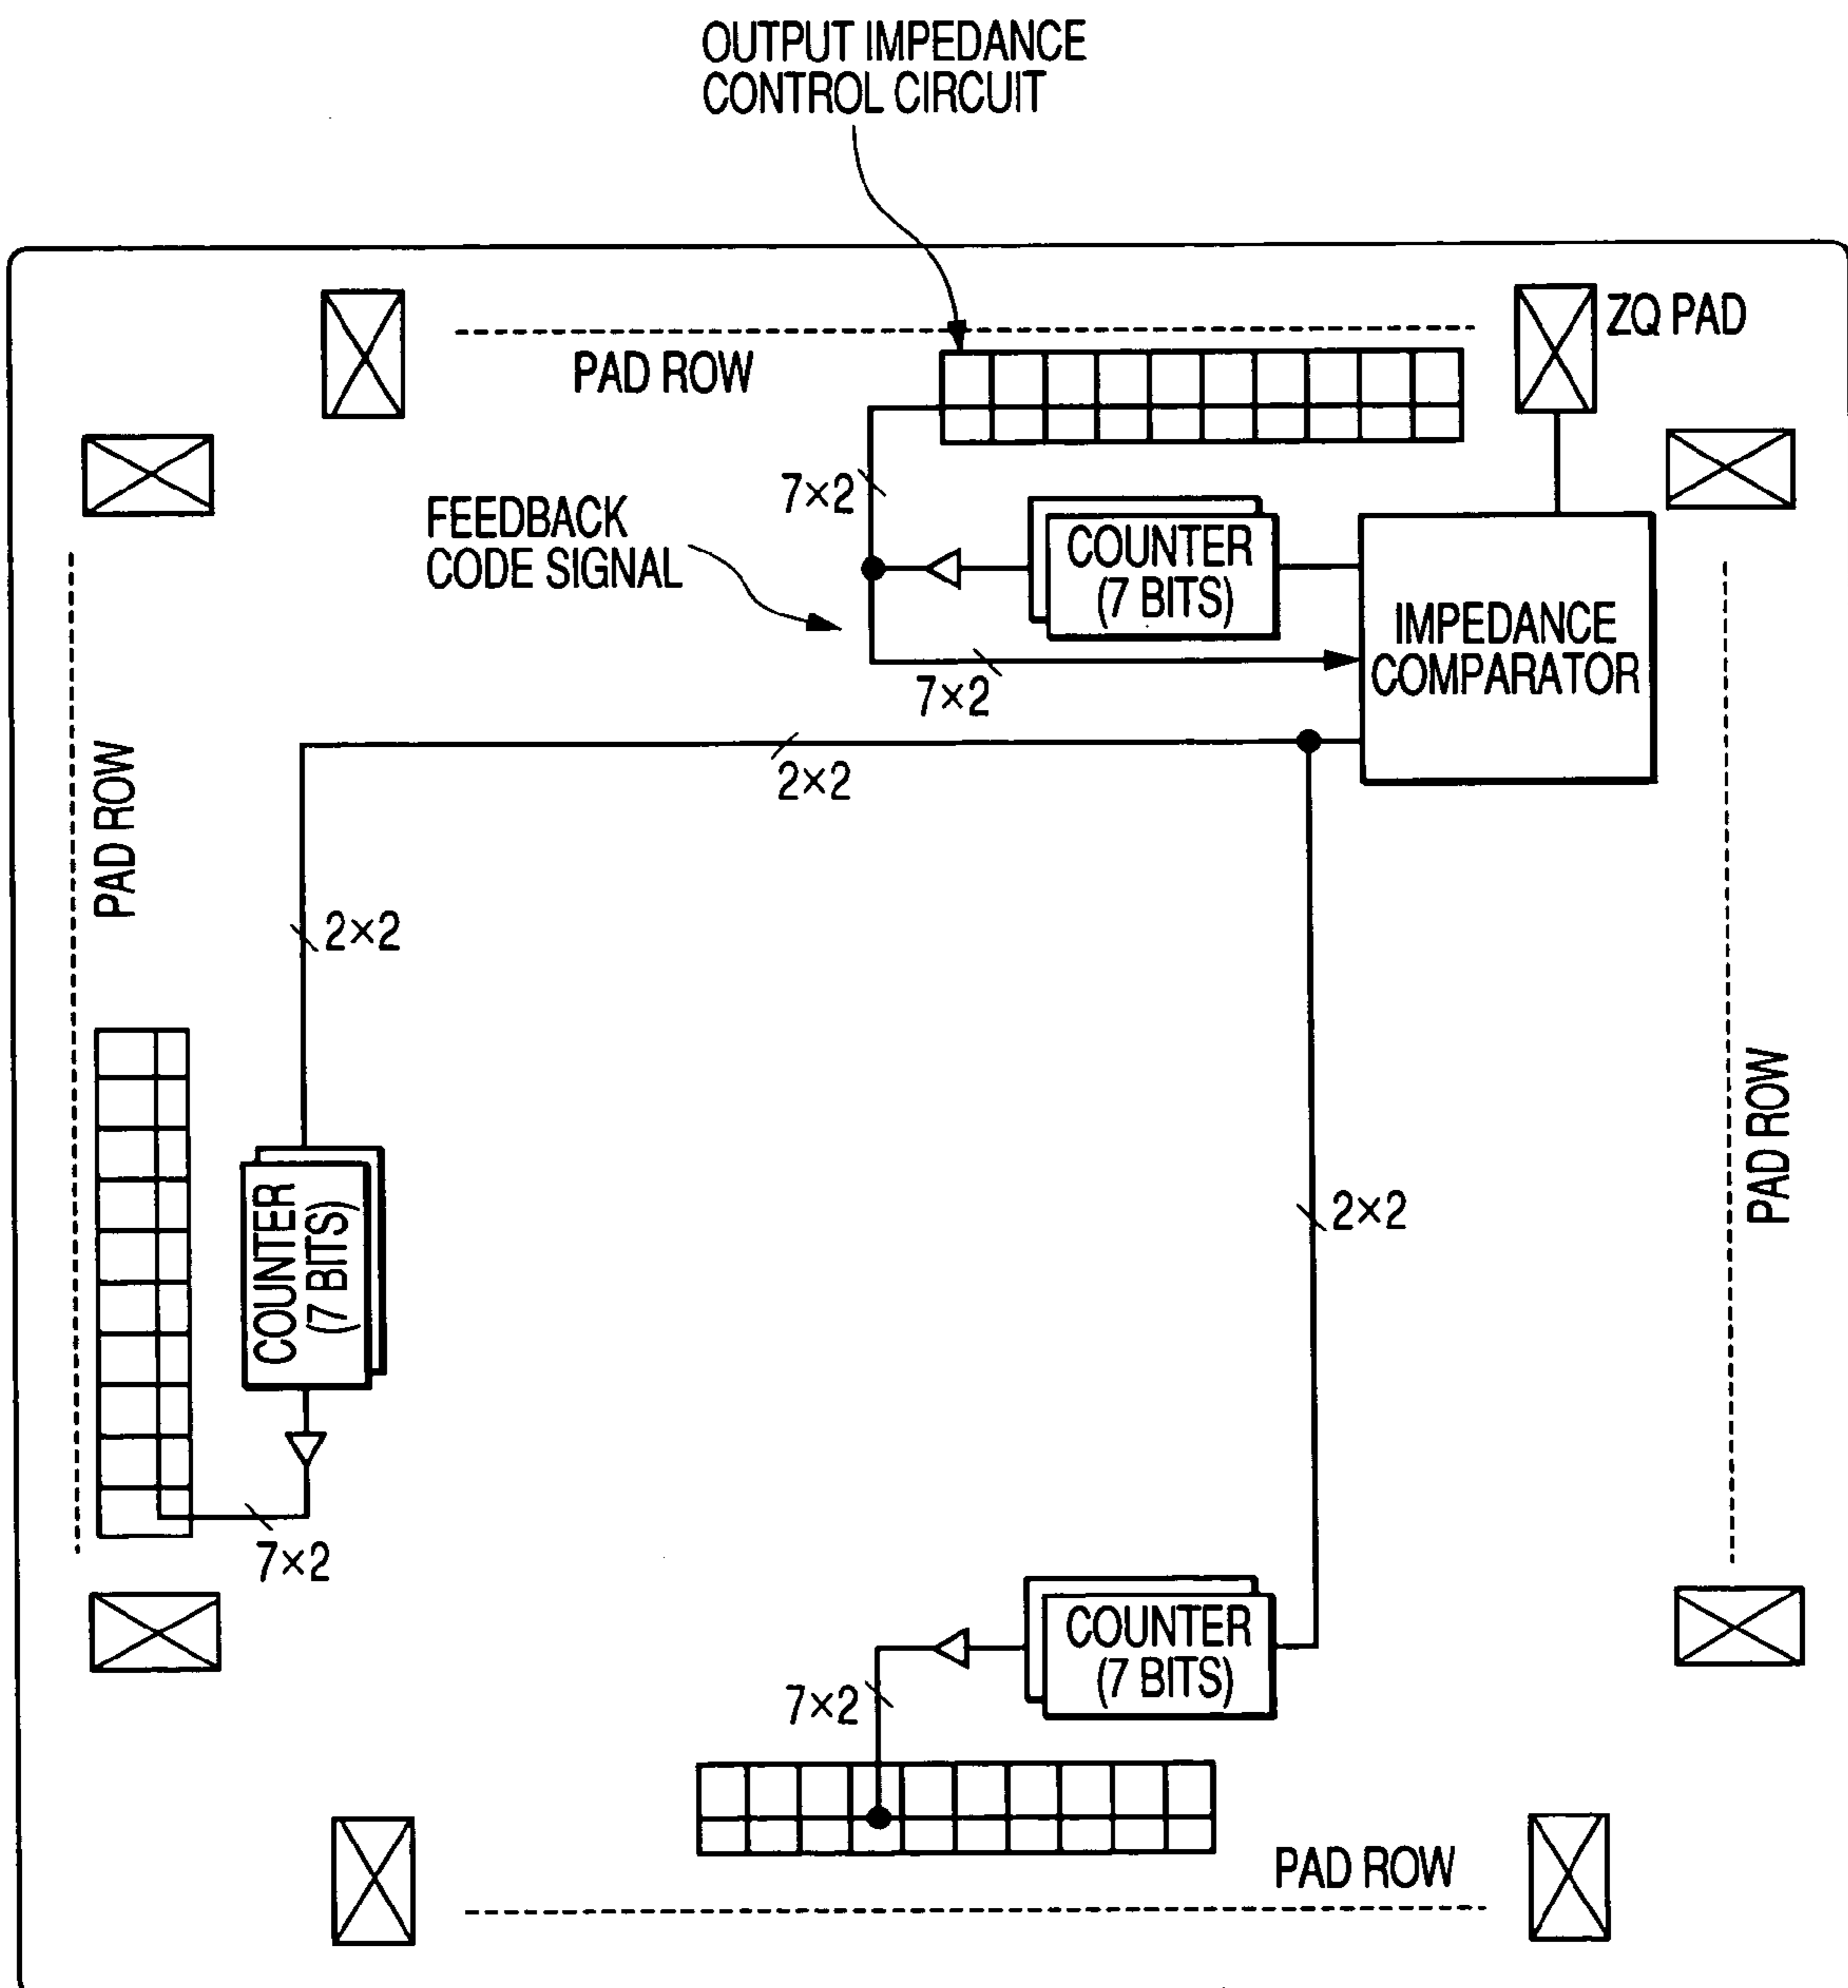 OUTPUT IMPEDANCE
CONTROL CIRCUIT
ZQ PAD
PAD ROW
7×2
FEEDBACK
CODE SIGNAL
COUNTER
(7 BITS)
IMPEDANCE
COMPARATOR
7×2
2×2
PAD ROW
2×2
PAD ROW
COUNTER
(7 BITS)
2×2
7×2
COUNTER
(7 BITS)
7×2
PAD ROW